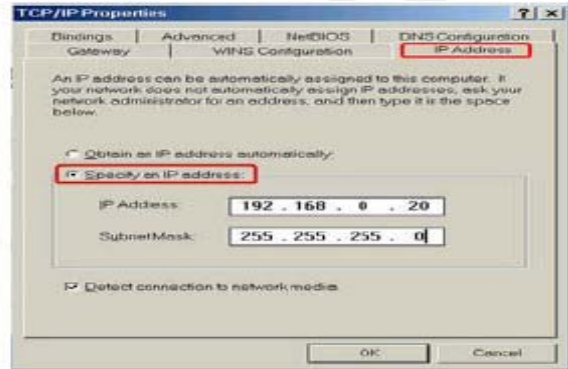 TCP/IP Properties
Bindings
Advanced
NetBIOS
DNS Configuration
Gateway
WINS Configuration
IP Address
An IP address can be automatically assigned to this computer. If
your network does not automatically assign IP addresses, ask your
network administrator for an address, and then type it in the space
below.
Obtain an IP address automatically
Specify an IP address:
IP Address: 192 . 168 . 0 . 20
Subnet Mask: 255 . 255 . 255 . 0
Detect connection to network media
OK
Cancel